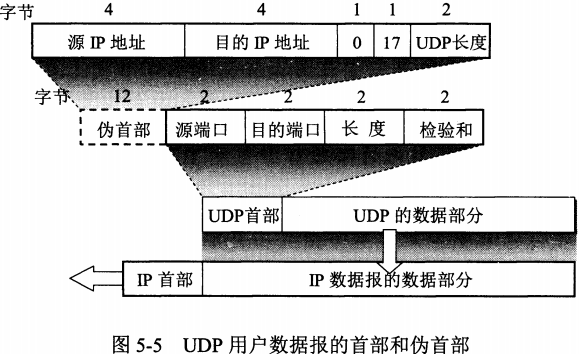 字节 4 4 1 1 2
源 IP 地址 目的 IP 地址 0 17 UDP长度
字节 12 2 2 2 2
伪首部 源端口 目的端口 长 度 检验和
UDP首部 UDP 的数据部分
IP 首部 IP 数据报的数据部分
图 5-5 UDP 用户数据报的首部和伪首部